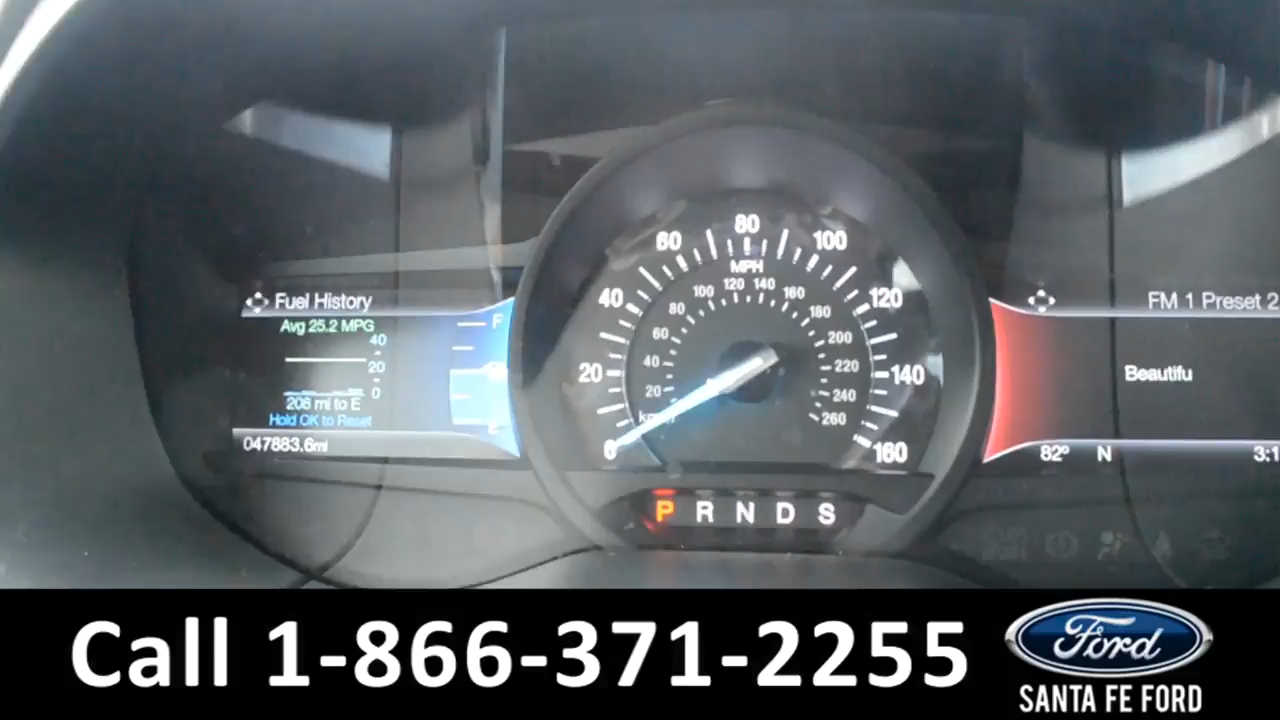 Fuel History
Avg 25.2 MPG
40
20
0
206 mi to E
Hold OK to Reset
047883.6mi
F
E
0 20 40 60 80 100 120 140 160
MPH
20 40 60 80 100 120 140 160 180 200 220 240 260
P R N D S
FM 1 Preset 2
Beautifu
82° N 3:1
Call 1-866-371-2255
Ford
SANTA FE FORD